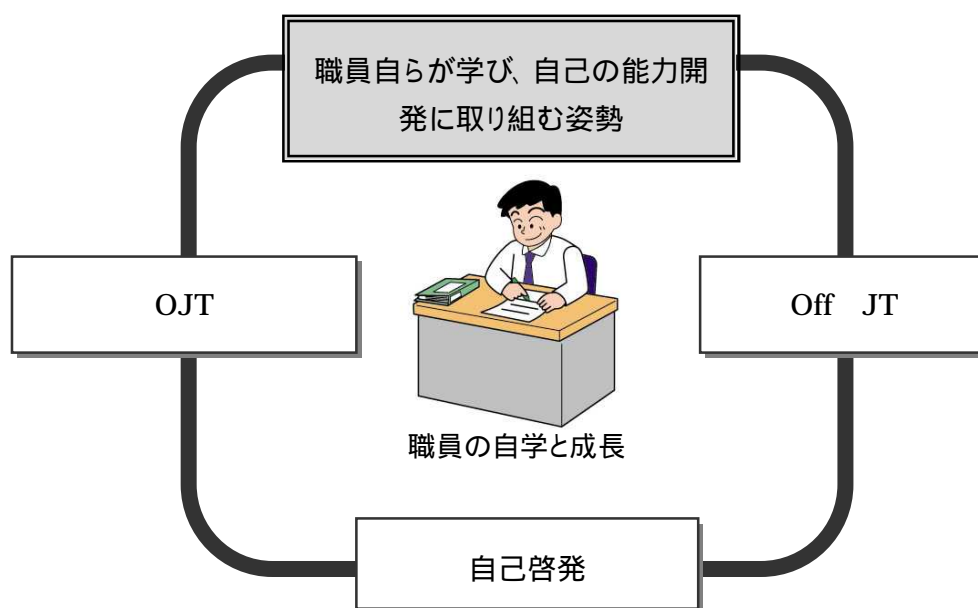 職員自らが学び、自己の能力開
発に取り組む姿勢
OJT
Off　JT
職員の自学と成長
自己啓発